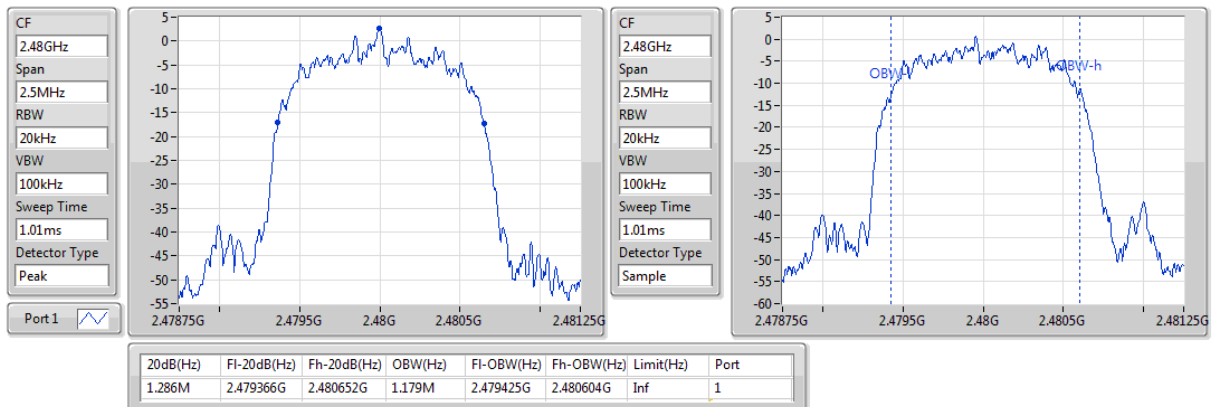 CF
2.48GHz
Span
2.5MHz
RBW
20kHz
VBW
100kHz
Sweep Time
1.01ms
Detector Type
Peak
Port 1
5-
0-
-5-
-10-
-15-
-20-
-25-
-30-
-35-
-40-
-45-
-50-
-55-
2.47875G 2.4795G 2.48G 2.4805G 2.48125G
CF
2.48GHz
Span
2.5MHz
RBW
20kHz
VBW
100kHz
Sweep Time
1.01ms
Detector Type
Sample
5-
0-
-5-
-10-
-15-
-20-
-25-
-30-
-35-
-40-
-45-
-50-
-55-
-60-
OBW-h
2.47875G 2.4795G 2.48G 2.4805G 2.48125G
20dB(Hz) Fl-20dB(Hz) Fh-20dB(Hz) OBW(Hz) Fl-OBW(Hz) Fh-OBW(Hz) Limit(Hz) Port
1.286M 2.479366G 2.480652G 1.179M 2.479425G 2.480604G Inf 1